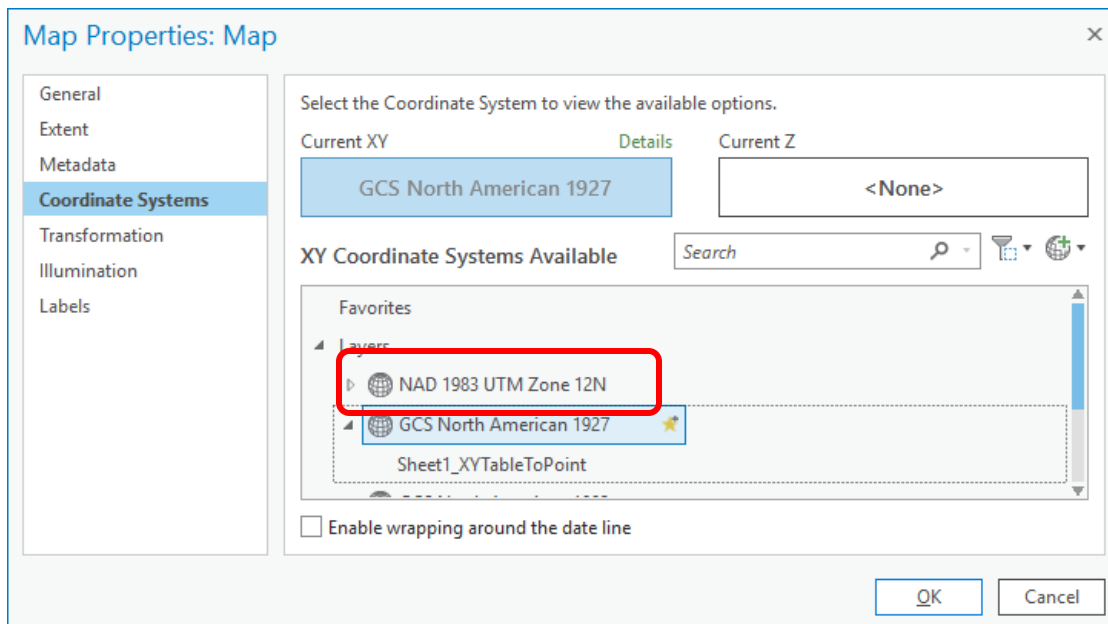 Map Properties: Map
General
Extent
Metadata
Coordinate Systems
Transformation
Illumination
Labels
Select the Coordinate System to view the available options.
Current XY Details Current Z
GCS North American 1927 <None>
XY Coordinate Systems Available Search
Favorites
Layers
NAD 1983 UTM Zone 12N
GCS North American 1927
Sheet1_XYTableToPoint
Enable wrapping around the date line
OK Cancel